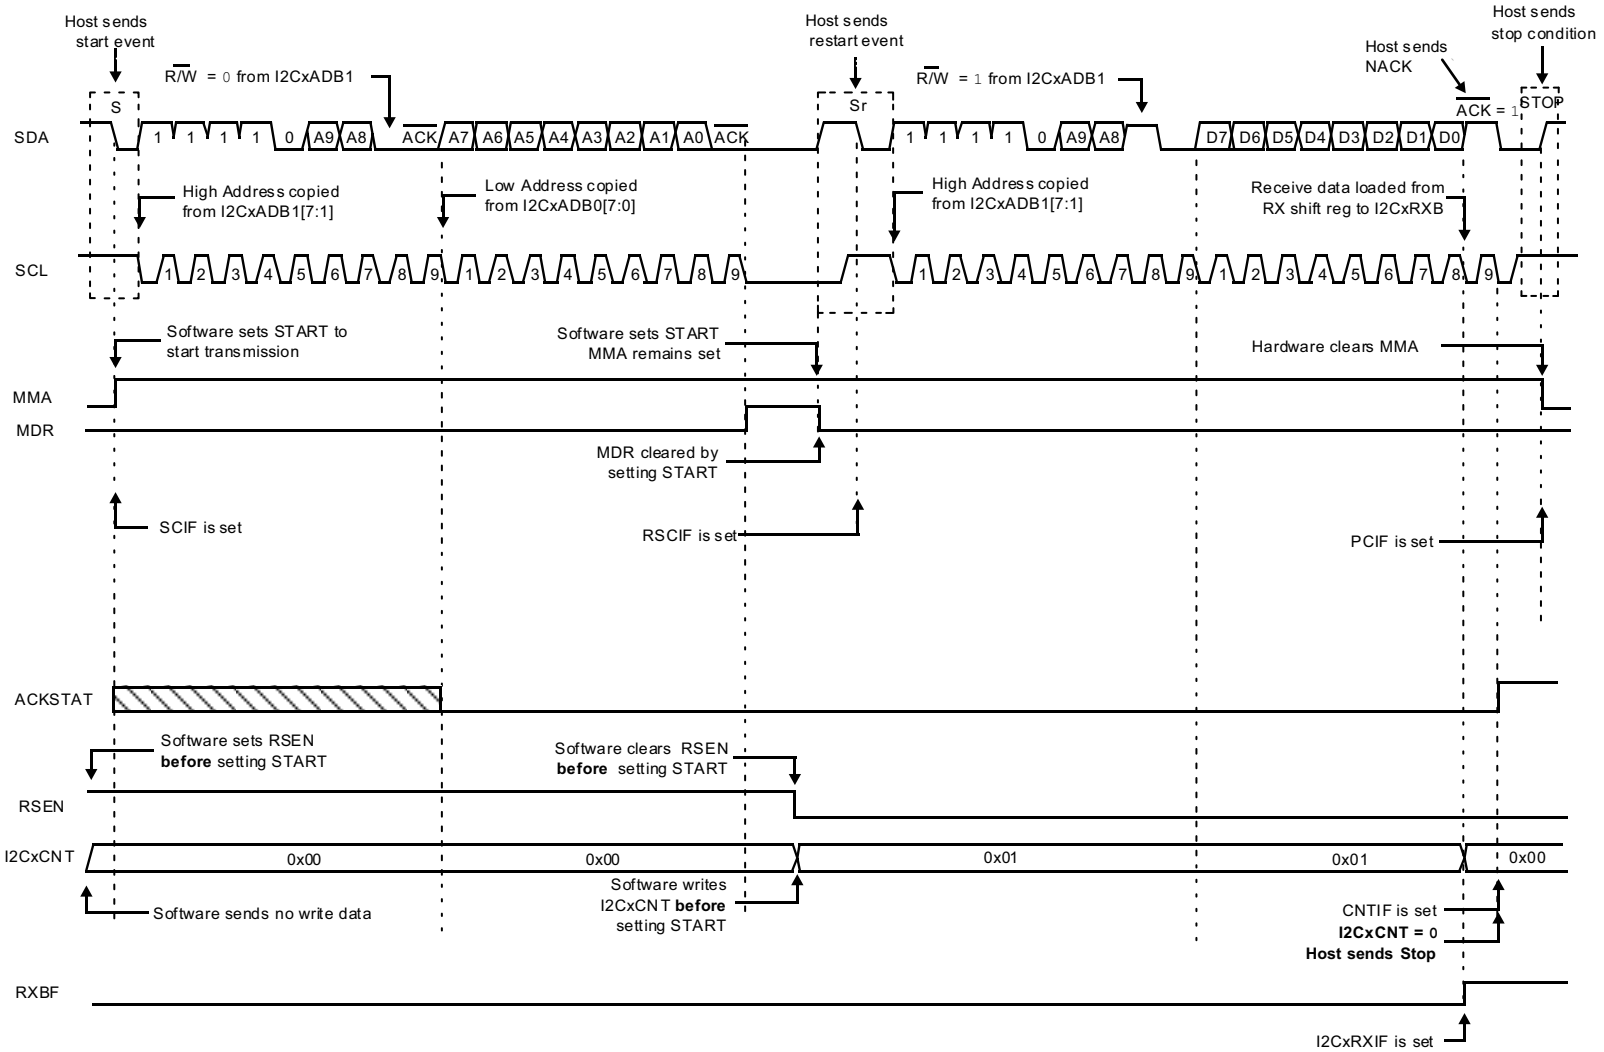 Host sends
start event
Host sends
restart event
Host sends
stop condition
Host sends
NACK
R/W = 0 from I2CxADB1
R/W = 1 from I2CxADB1
S
Sr
ACK = 1
STOP
SDA
1 1 1 1 0 A9 A8 ACK A7 A6 A5 A4 A3 A2 A1 A0 ACK
1 1 1 1 0 A9 A8 D7 D6 D5 D4 D3 D2 D1 D0
High Address copied
from I2CxADB1[7:1]
Low Address copied
from I2CxADB0[7:0]
High Address copied
from I2CxADB1[7:1]
Receive data loaded from
RX shift reg to I2CxRXB
SCL
1 2 3 4 5 6 7 8 9 1 2 3 4 5 6 7 8 9
1 2 3 4 5 6 7 8 9 1 2 3 4 5 6 7 8 9
Software sets START to
start transmission
Software sets START
MMA remains set
Hardware clears MMA
MMA
MDR
MDR cleared by
setting START
SCIF is set
RSCIF is set
PCIF is set
ACKSTAT
Software sets RSEN
before setting START
Software clears RSEN
before setting START
RSEN
I2CxCNT
0x00
0x00
0x01
0x01
0x00
Software sends no write data
Software writes
I2CxCNT before
setting START
CNTIF is set
I2CxCNT = 0
Host sends Stop
RXBF
I2CxRXIF is set